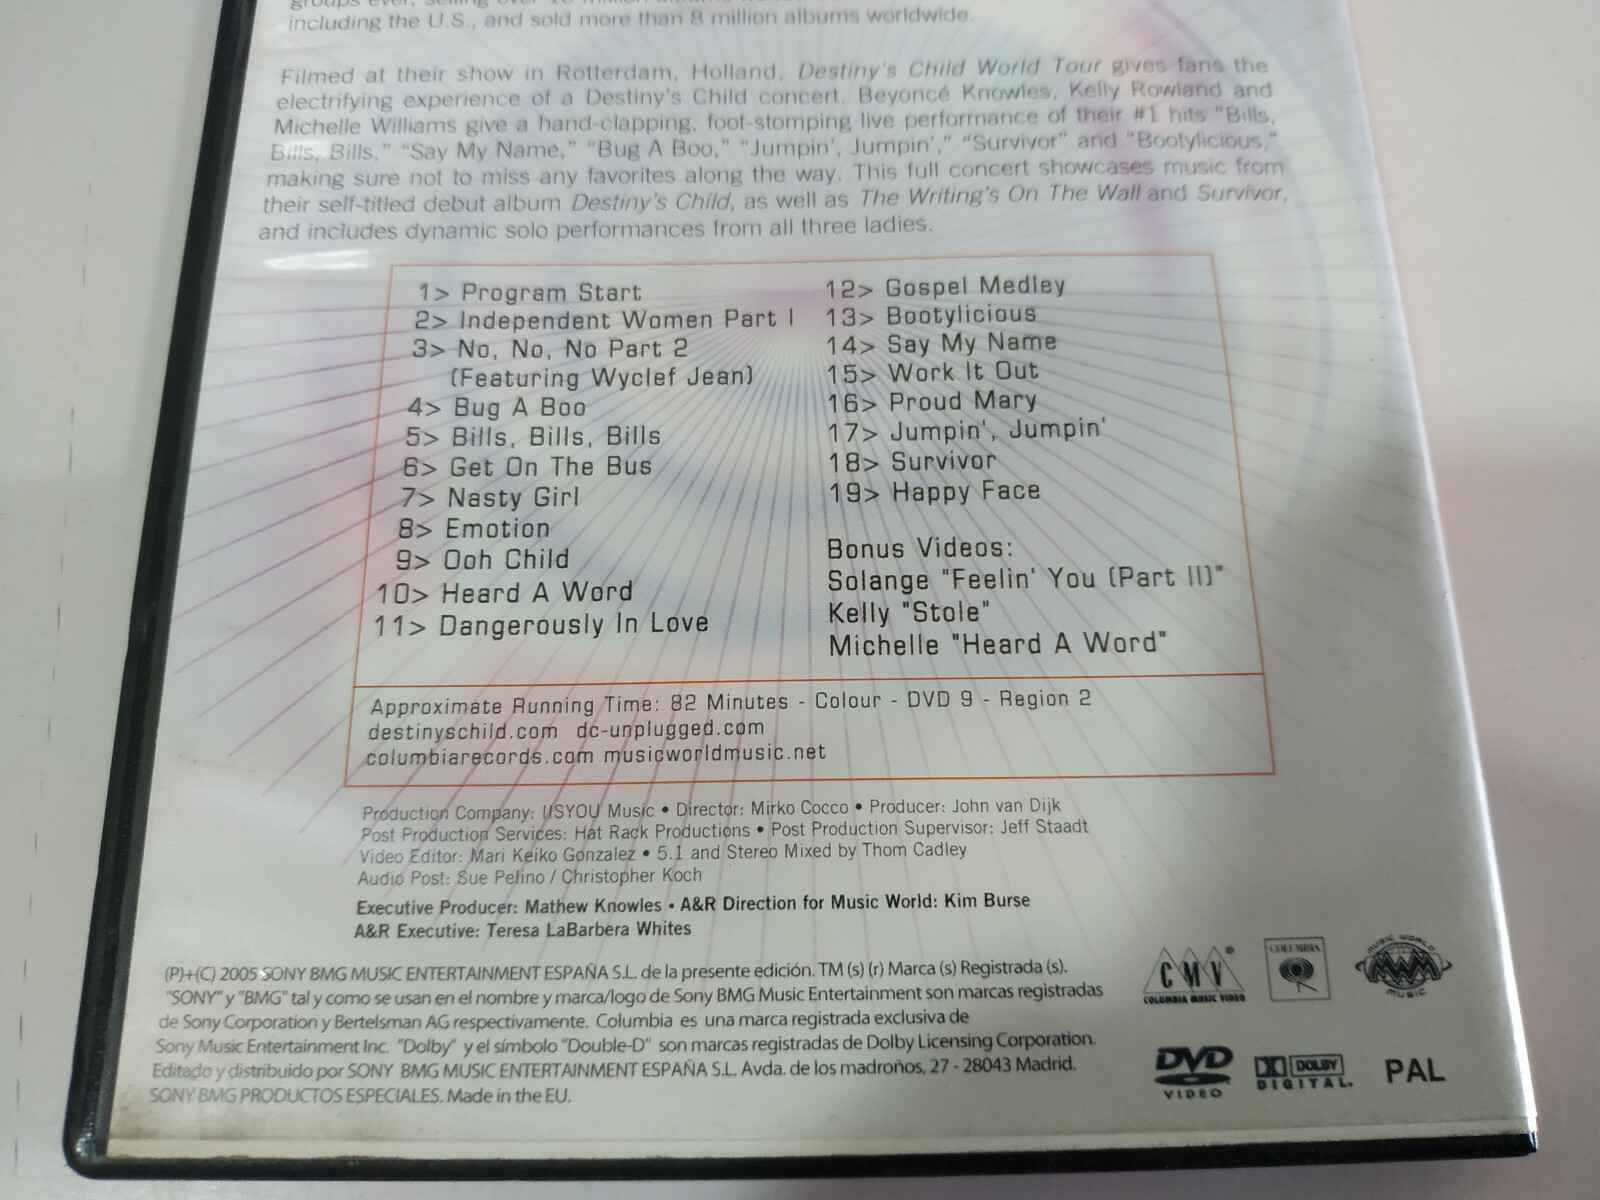 groups ever, selling over
including the U.S., and sold more than 8 million albums worldwide.
Filmed at their show in Rotterdam, Holland, Destiny's Child World Tour gives fans the
electrifying experience of a Destiny's Child concert. Beyoncé Knowles, Kelly Rowland and
Michelle Williams give a hand-clapping, foot-stomping live performance of their #1 hits "Bills,
Bills, Bills," "Say My Name," "Bug A Boo," "Jumpin', Jumpin'," "Survivor" and "Bootylicious,"
making sure not to miss any favorites along the way. This full concert showcases music from
their self-titled debut album Destiny's Child, as well as The Writing's On The Wall and Survivor,
and includes dynamic solo performances from all three ladies.
1> Program Start
2> Independent Women Part I
3> No, No, No Part 2
(Featuring Wyclef Jean)
4> Bug A Boo
5> Bills, Bills, Bills
6> Get On The Bus
7> Nasty Girl
8> Emotion
9> Ooh Child
10> Heard A Word
11> Dangerously In Love
12> Gospel Medley
13> Bootylicious
14> Say My Name
15> Work It Out
16> Proud Mary
17> Jumpin', Jumpin'
18> Survivor
19> Happy Face
Bonus Videos:
Solange "Feelin' You (Part II)"
Kelly "Stole"
Michelle "Heard A Word"
Approximate Running Time: 82 Minutes - Colour - DVD 9 - Region 2
destinyschild.com dc-unplugged.com
columbiarecords.com musicworldmusic.net
Production Company: IISYOU Music • Director: Mirko Cocco • Producer: John van Dijk
Post Production Services: Hat Rack Productions • Post Production Supervisor: Jeff Staadt
Video Editor: Mari Keiko Gonzalez • 5.1 and Stereo Mixed by Thom Cadley
Audio Post: Sue Pelino / Christopher Koch
Executive Producer: Mathew Knowles • A&R Direction for Music World: Kim Burse
A&R Executive: Teresa LaBarbera Whites
(P)+(C) 2005 SONY BMG MUSIC ENTERTAINMENT ESPAÑA S.L. de la presente edición. TM (s) (r) Marca (s) Registrada (s).
"SONY" y "BMG" tal y como se usan en el nombre y marca/logo de Sony BMG Music Entertainment son marcas registradas
de Sony Corporation y Bertelsman AG respectivamente. Columbia es una marca registrada exclusiva de
Sony Music Entertainment Inc. "Dolby" y el símbolo "Double-D" son marcas registradas de Dolby Licensing Corporation.
Editado y distribuido por SONY BMG MUSIC ENTERTAINMENT ESPAÑA S.L. Avda. de los madroños, 27 - 28043 Madrid.
SONY BMG PRODUCTOS ESPECIALES. Made in the EU.
CMV®
COLUMBIA MUSIC VIDEO
COLUMBIA
MUSIC WORLD
MWM
MUSIC
DVD
VIDEO
DOLBY
DIGITAL
PAL